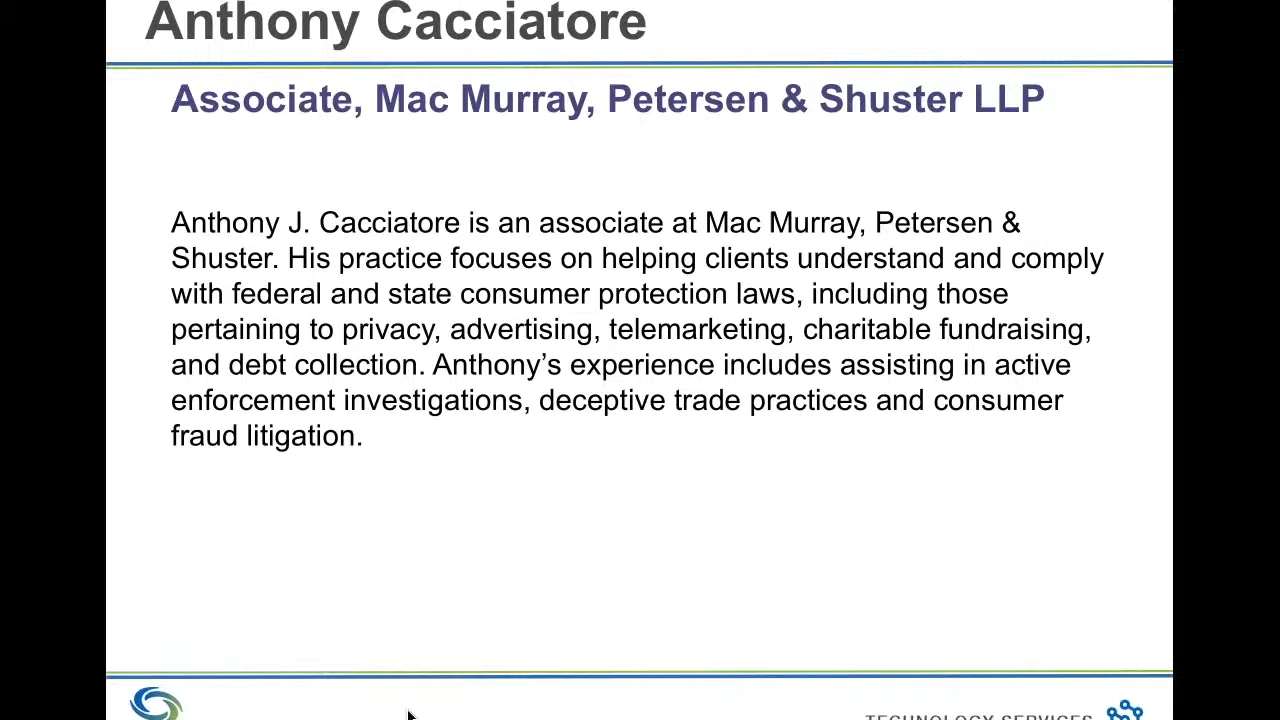 Anthony Cacciatore
Associate, Mac Murray, Petersen & Shuster LLP
Anthony J. Cacciatore is an associate at Mac Murray, Petersen &
Shuster. His practice focuses on helping clients understand and comply
with federal and state consumer protection laws, including those
pertaining to privacy, advertising, telemarketing, charitable fundraising,
and debt collection. Anthony’s experience includes assisting in active
enforcement investigations, deceptive trade practices and consumer
fraud litigation.
TECHNOLOGY SERVICES